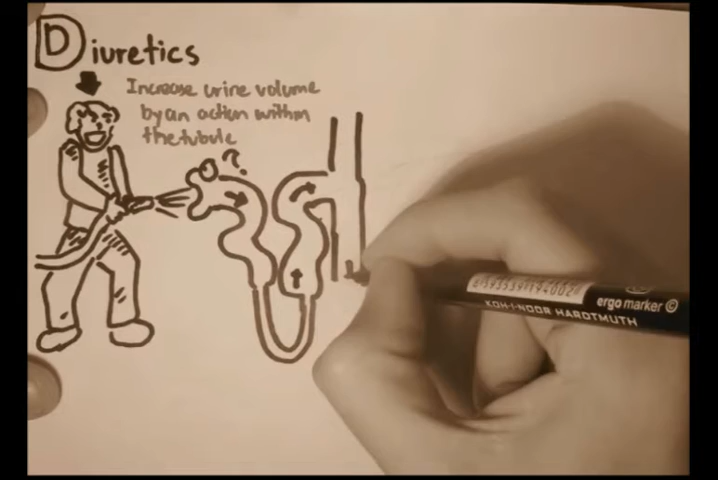 Diuretics
Increase urine volume
by an action within
the tubule
?
ergo marker ©
KOH-I-NOOR HARDTMUTH